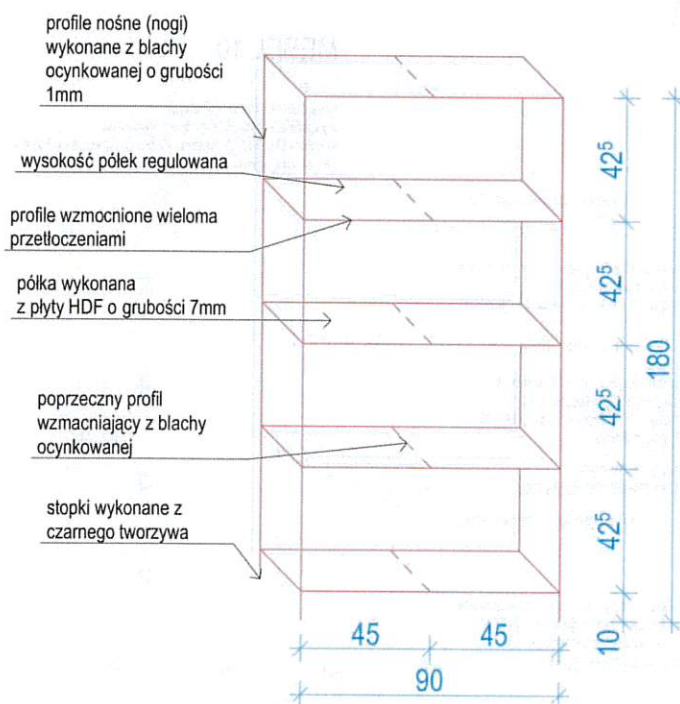 profile nośne (nogi)
wykonane z blachy
ocynkowanej o grubości
1mm
wysokość półek regulowana
profile wzmocnione wieloma
przetłoczeniami
półka wykonana
z płyty HDF o grubości 7mm
poprzeczny profil
wzmacniający z blachy
ocynkowanej
stopki wykonane z
czarnego tworzywa
42⁵
42⁵
42⁵
42⁵
10
180
45
45
90